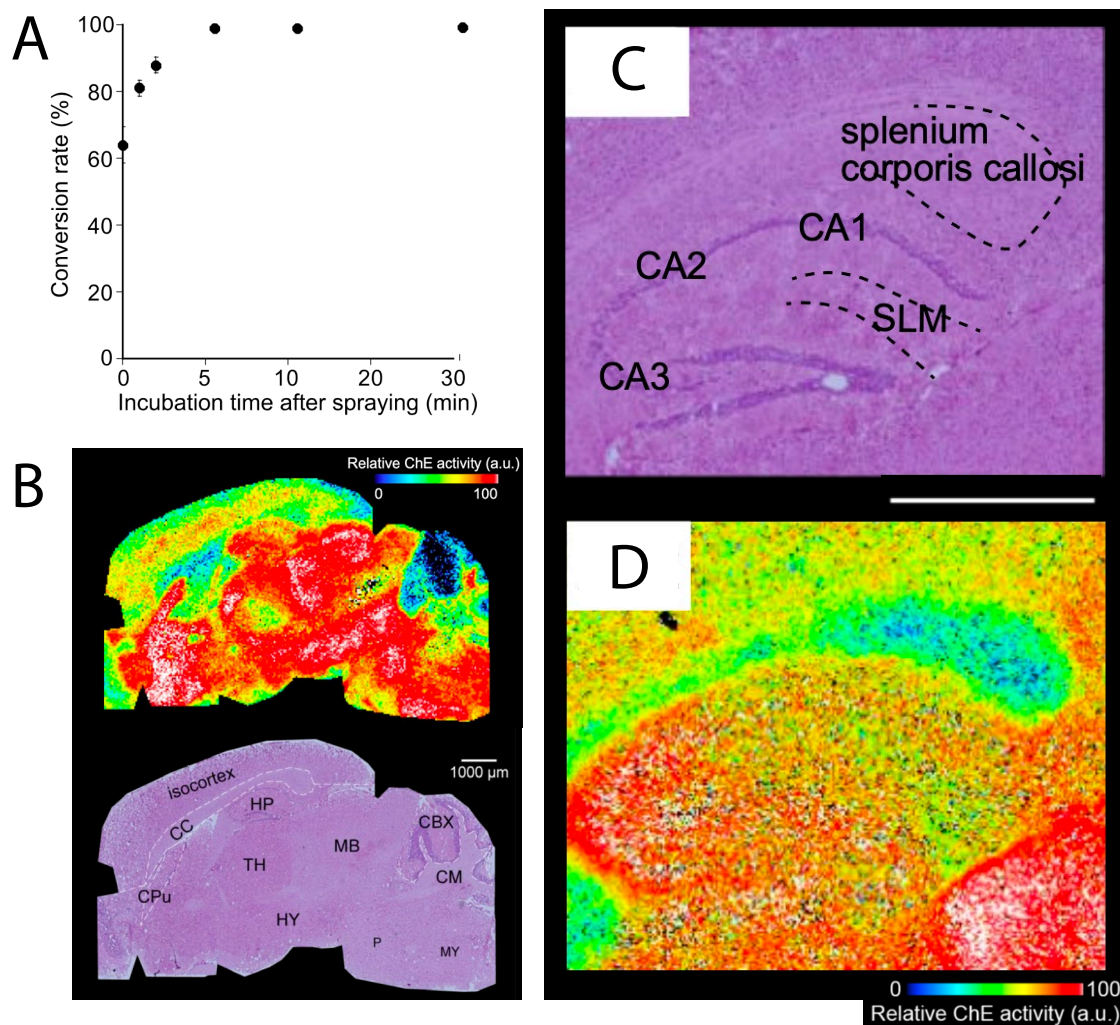 A
100
80
60
40
20
0
Conversion rate (%)
0 5 10 20 30
Incubation time after spraying (min)
B
Relative ChE activity (a.u.)
0 100
1000 µm
isocortex
HP
CC
CBX
MB
TH
CM
CPu
HY
P
MY
C
splenium
corporis callosi
CA1
CA2
SLM
CA3
D
0 100
Relative ChE activity (a.u.)